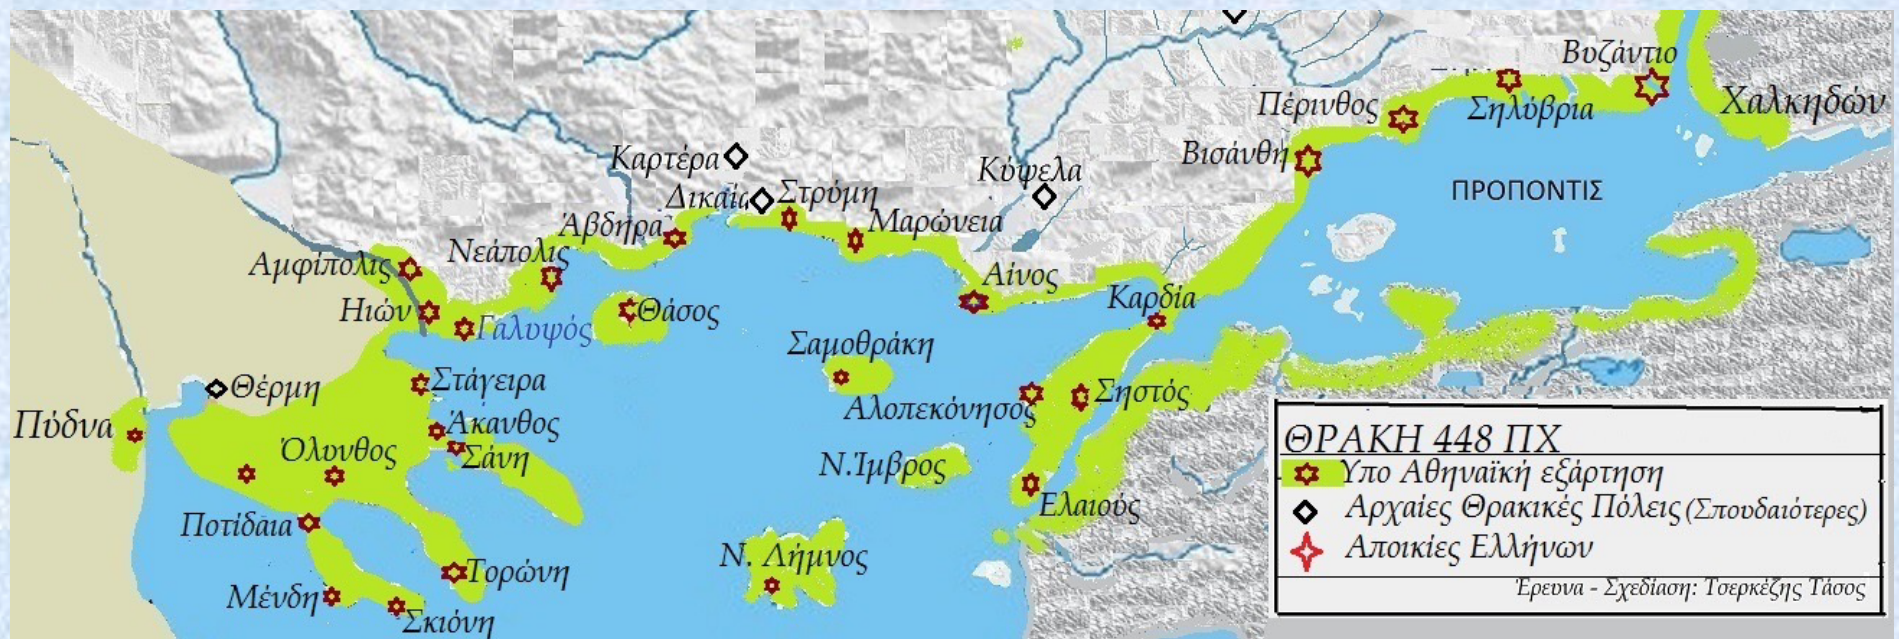 Βυζάντιο
Χαλκηδών
Πέρινθος
Σηλύβρια
Βισάνθη
ΠΡΟΠΟΝΤΙΣ
Καρτέρα
Δικαία
Στρύμη
Κύψελα
Άβδηρα
Μαρώνεια
Νεάπολις
Αμφίπολις
Αίνος
Καρδία
Ηιών
Γαλυψός
Θάσος
Σαμοθράκη
Θέρμη
Στάγειρα
Αλοπεκόνησος
Σηστός
Πύδνα
Άκανθος
Όλυνθος
Σάνη
Ν.Ίμβρος
Ελαιούς
Ποτίδαια
Ν. Λήμνος
Τορώνη
Μένδη
Σκιόνη
ΘΡΑΚΗ 448 ΠΧ
Υπο Αθηναϊκή εξάρτηση
Αρχαίες Θρακικές Πόλεις (Σπουδαιότερες)
Αποικίες Ελλήνων
Έρευνα - Σχεδίαση: Τσερκέζης Τάσος